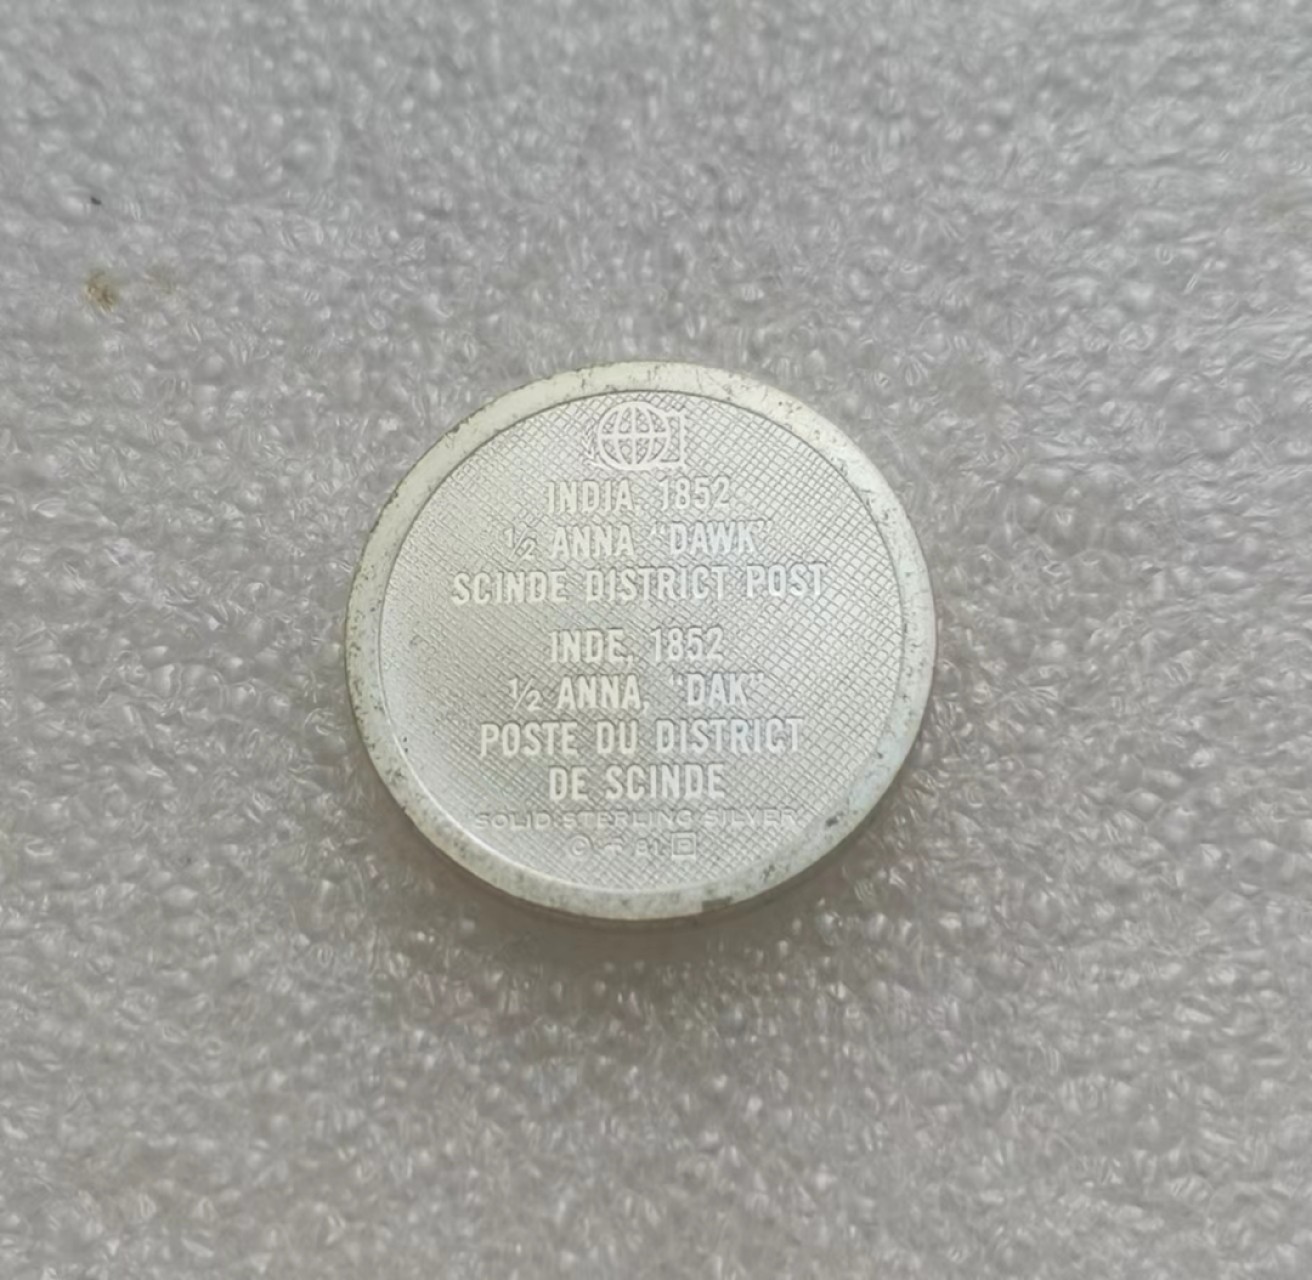 INDIA, 1852
½ ANNA "DAWK"
SCINDE DISTRICT POST
INDE, 1852
½ ANNA, "DAK"
POSTE DU DISTRICT
DE SCINDE
SOLID STERLING SILVER